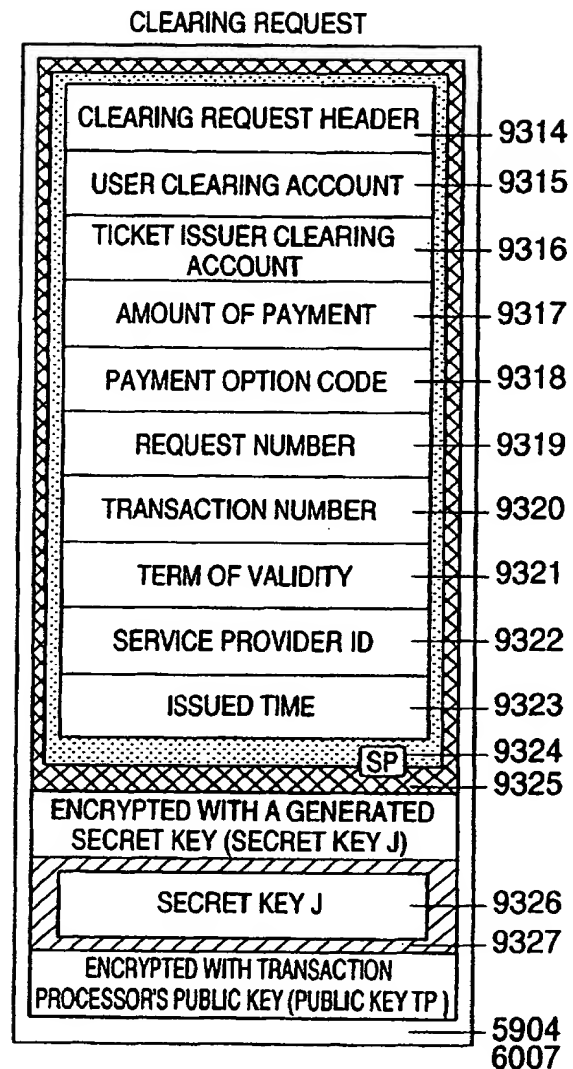 CLEARING REQUEST
CLEARING REQUEST HEADER 9314
USER CLEARING ACCOUNT 9315
TICKET ISSUER CLEARING
ACCOUNT 9316
AMOUNT OF PAYMENT 9317
PAYMENT OPTION CODE 9318
REQUEST NUMBER 9319
TRANSACTION NUMBER 9320
TERM OF VALIDITY 9321
SERVICE PROVIDER ID 9322
ISSUED TIME 9323
SP 9324
9325
ENCRYPTED WITH A GENERATED
SECRET KEY (SECRET KEY J)
SECRET KEY J 9326
9327
ENCRYPTED WITH TRANSACTION
PROCESSOR'S PUBLIC KEY (PUBLIC KEY TP)
5904
6007